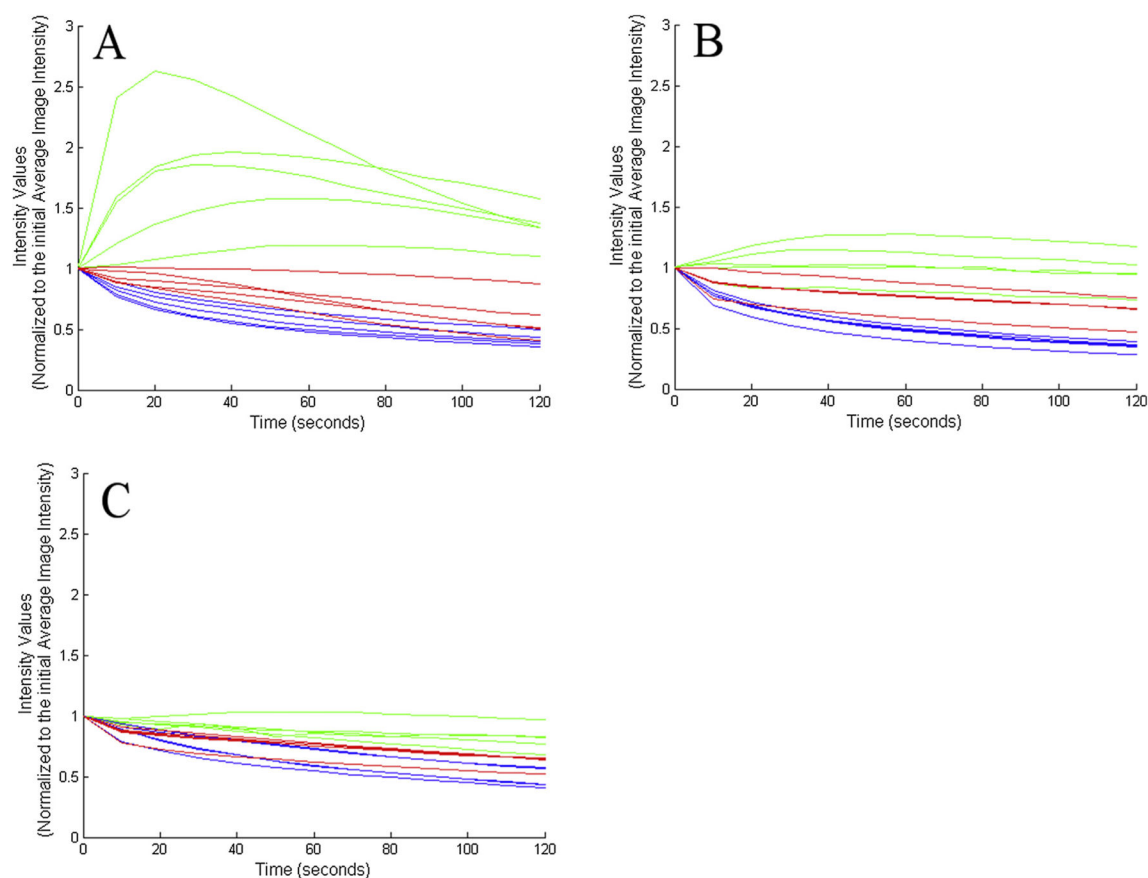 A
Intensity Values
(Normalized to the initial Average Image Intensity)
3
2.5
2
1.5
1
0.5
0
0 20 40 60 80 100 120
Time (seconds)
B
Intensity Values
(Normalized to the initial Average Image Intensity)
3
2.5
2
1.5
1
0.5
0
0 20 40 60 80 100 120
Time (seconds)
C
Intensity Values
(Normalized to the initial Average Image Intensity)
3
2.5
2
1.5
1
0.5
0
0 20 40 60 80 100 120
Time (seconds)